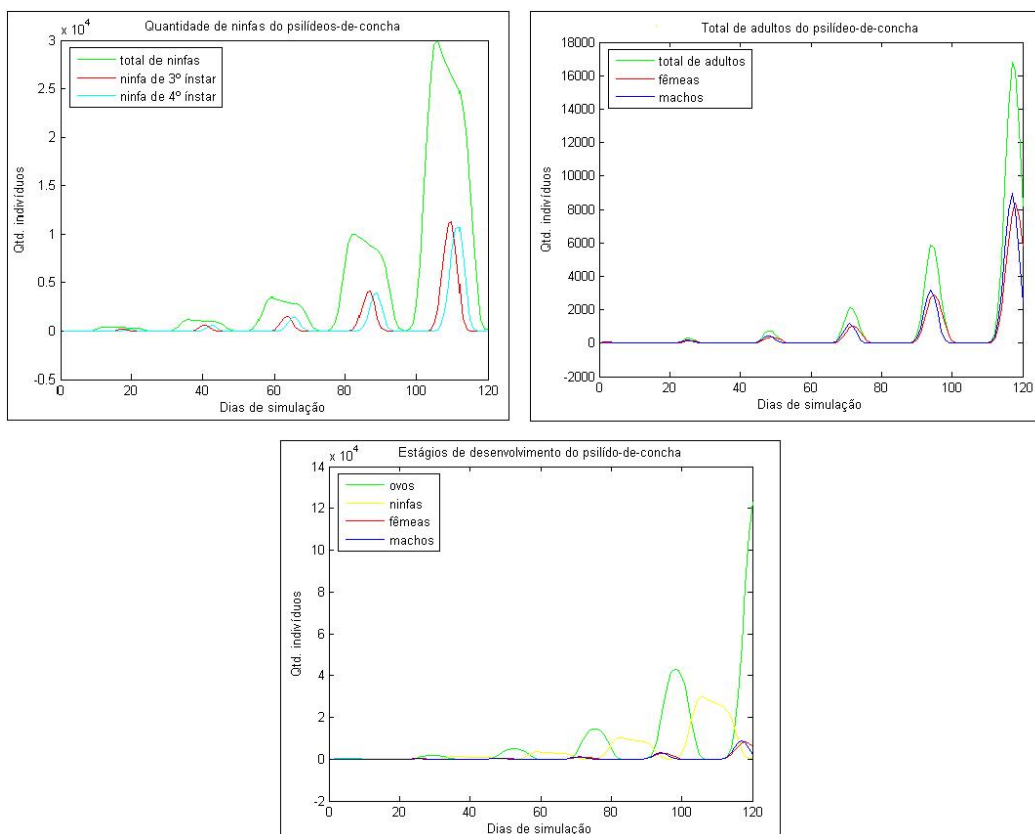 Quantidade de ninfas do psilídeos-de-concha
x 10⁴
3
2.5
2
1.5
1
0.5
0
-0.5
Qtd. indivíduos
total de ninfas
ninfa de 3º ínstar
ninfa de 4º ínstar
0 20 40 60 80 100 120
Dias de simulação
Total de adultos do psilídeo-de-concha
18000
16000
14000
12000
10000
8000
6000
4000
2000
0
-2000
Qtd. indivíduos
total de adultos
fêmeas
machos
0 20 40 60 80 100 120
Dias de simulação
Estágios de desenvolvimento do psilído-de-concha
x 10⁴
14
12
10
8
6
4
2
0
-2
Qtd. indivíduos
ovos
ninfas
fêmeas
machos
0 20 40 60 80 100 120
Dias de simulação